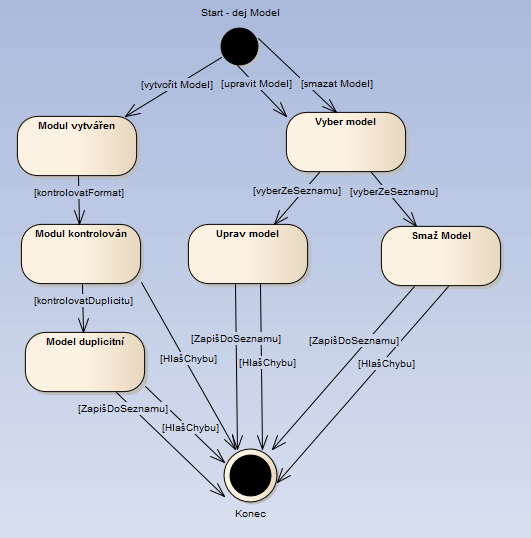 Start - dej Model
[vytvořit Model]
[upravit Model]
[smazat Model]
Modul vytvářen
Vyber model
[kontrolovatFormat]
[vyberZeSeznamu]
[vyberZeSeznamu]
Modul kontrolován
Uprav model
Smaž Model
[kontrolovatDuplicitu]
[ZapišDoSeznamu]
[ZapišDoSeznamu]
Model duplicitní
[HlašChybu]
[HlašChybu]
[HlašChybu]
[ZapišDoSeznamu]
[HlašChybu]
Konec